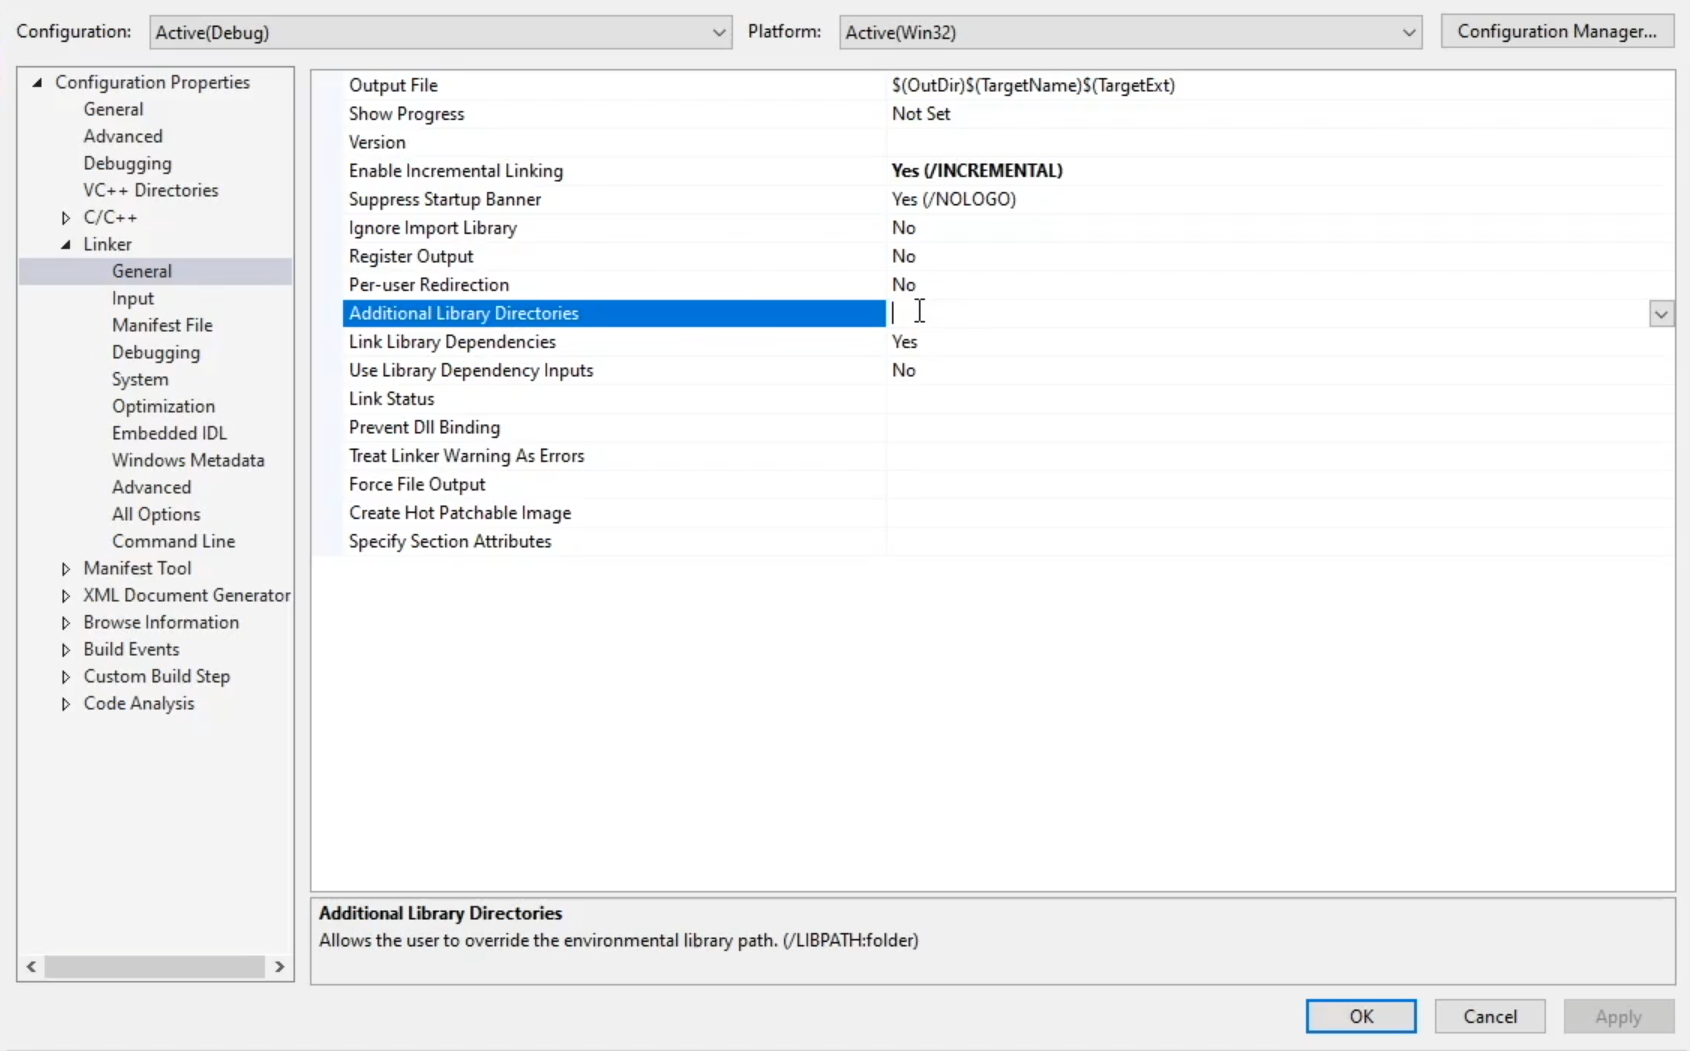 Configuration: Active(Debug) Platform: Active(Win32) Configuration Manager...
Configuration Properties
General
Advanced
Debugging
VC++ Directories
C/C++
Linker
General
Input
Manifest File
Debugging
System
Optimization
Embedded IDL
Windows Metadata
Advanced
All Options
Command Line
Manifest Tool
XML Document Generator
Browse Information
Build Events
Custom Build Step
Code Analysis
Output File $(OutDir)$(TargetName)$(TargetExt)
Show Progress Not Set
Version
Enable Incremental Linking Yes (/INCREMENTAL)
Suppress Startup Banner Yes (/NOLOGO)
Ignore Import Library No
Register Output No
Per-user Redirection No
Additional Library Directories
Link Library Dependencies Yes
Use Library Dependency Inputs No
Link Status
Prevent Dll Binding
Treat Linker Warning As Errors
Force File Output
Create Hot Patchable Image
Specify Section Attributes
Additional Library Directories
Allows the user to override the environmental library path. (/LIBPATH:folder)
OK Cancel Apply